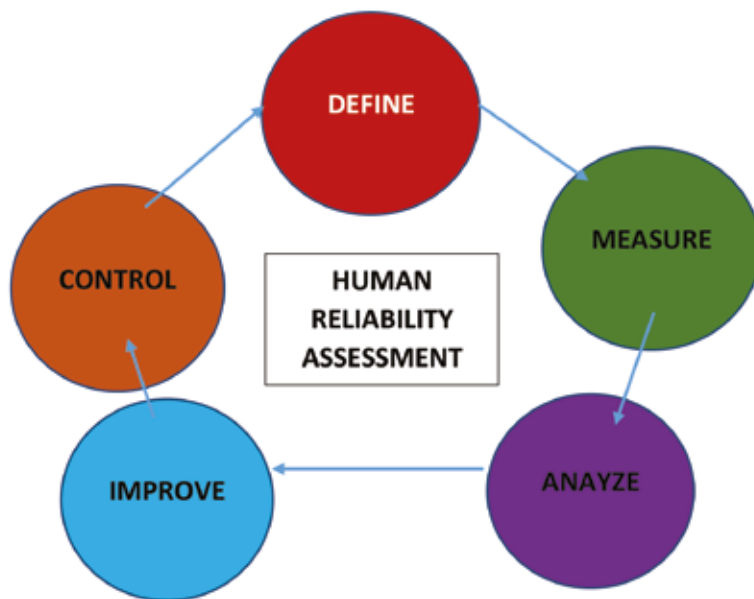 DEFINE
MEASURE
CONTROL
HUMAN
RELIABILITY
ASSESSMENT
IMPROVE
ANAYZE